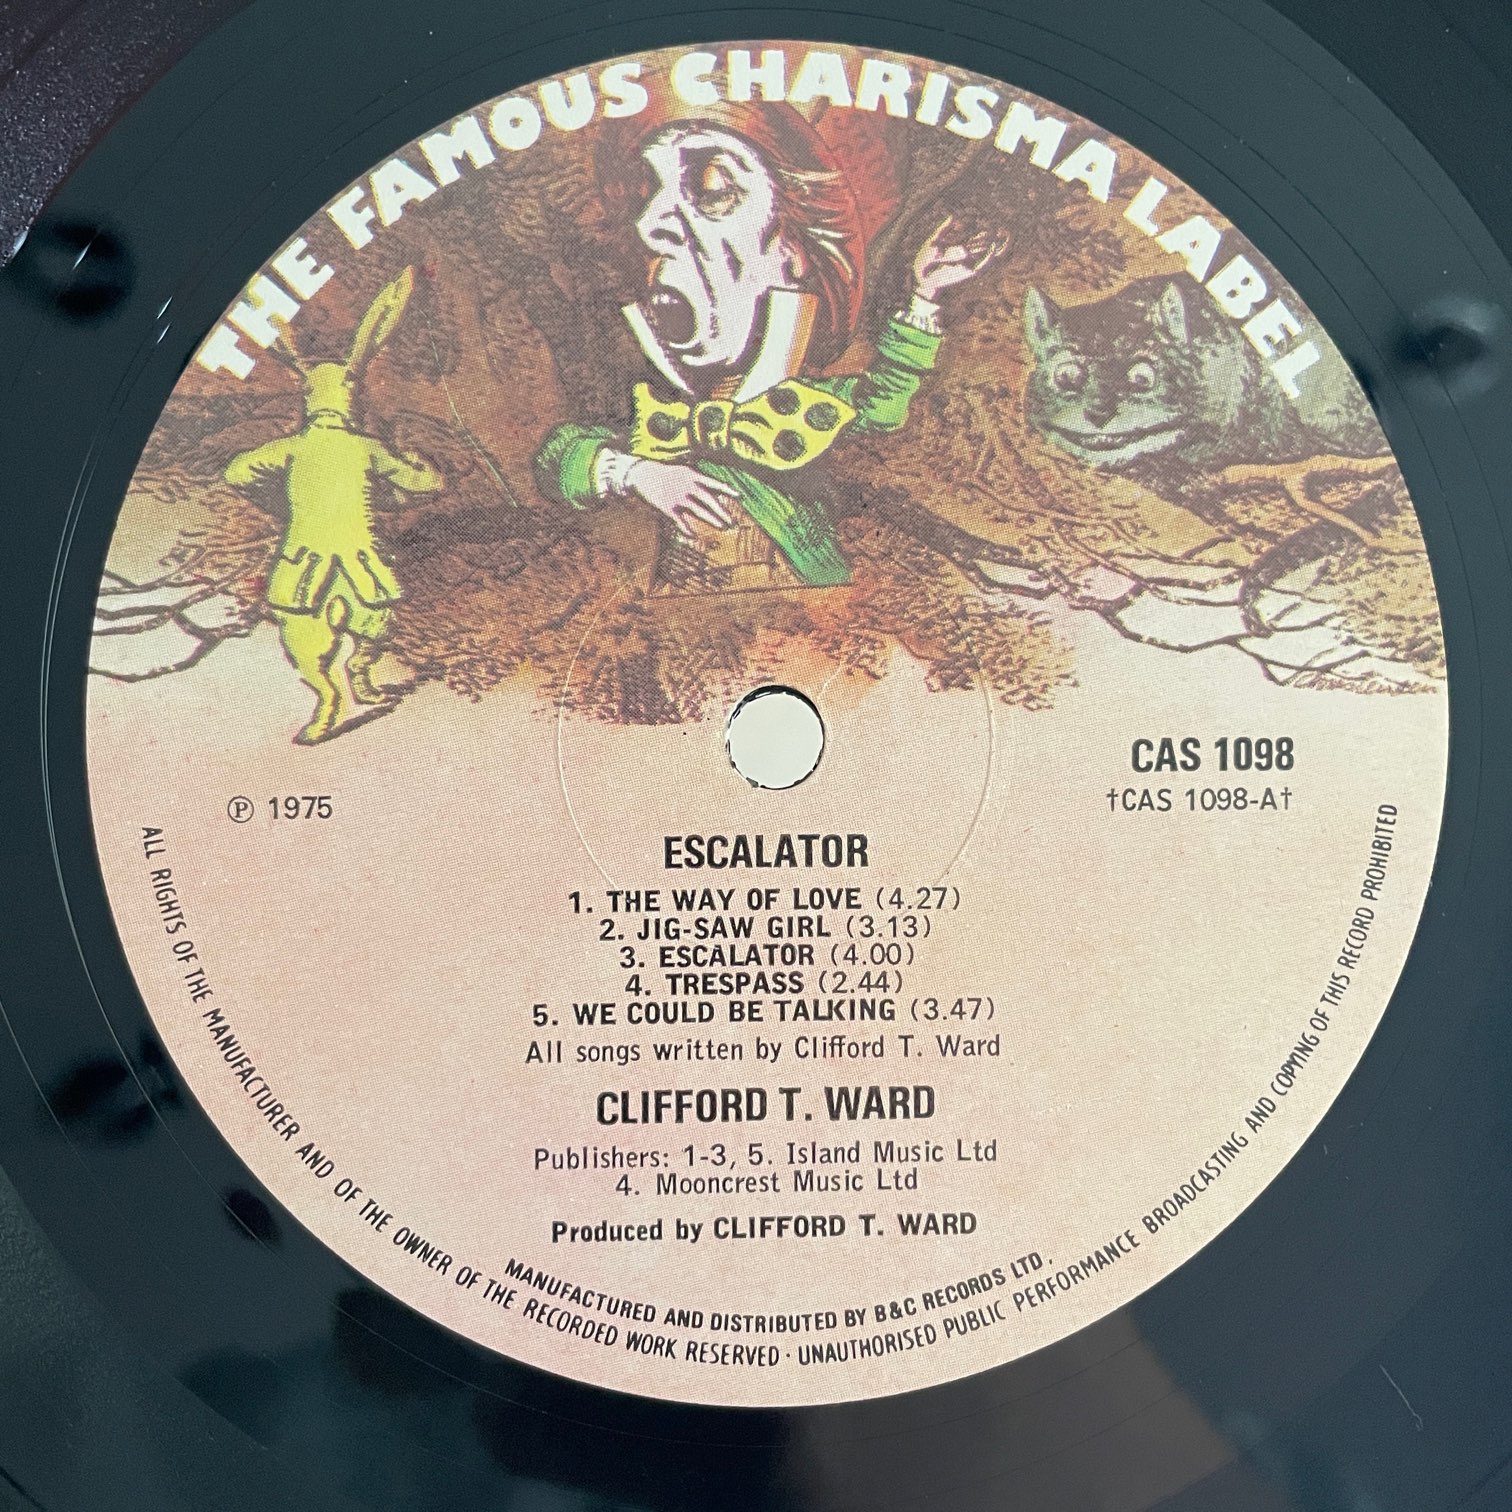 THE FAMOUS CHARISMA LABEL
CAS 1098
℗ 1975
†CAS 1098-A†
ESCALATOR
1. THE WAY OF LOVE (4.27)
2. JIG-SAW GIRL (3.13)
3. ESCALATOR (4.00)
4. TRESPASS (2.44)
5. WE COULD BE TALKING (3.47)
All songs written by Clifford T. Ward
CLIFFORD T. WARD
Publishers: 1-3, 5. Island Music Ltd
4. Mooncrest Music Ltd
Produced by CLIFFORD T. WARD
MANUFACTURED AND DISTRIBUTED BY B&C RECORDS LTD.
ALL RIGHTS OF THE MANUFACTURER AND OF THE OWNER OF THE RECORDED WORK RESERVED · UNAUTHORISED PUBLIC PERFORMANCE BROADCASTING AND COPYING OF THIS RECORD PROHIBITED